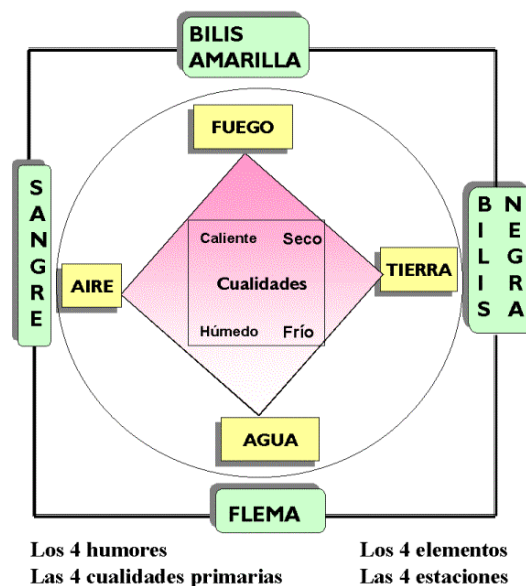 BILIS
AMARILLA
FUEGO
SANGRE
Caliente Seco
BILIS NEGRA
AIRE
Cualidades
TIERRA
Húmedo Frío
AGUA
FLEMA
Los 4 humores
Las 4 cualidades primarias
Los 4 elementos
Las 4 estaciones